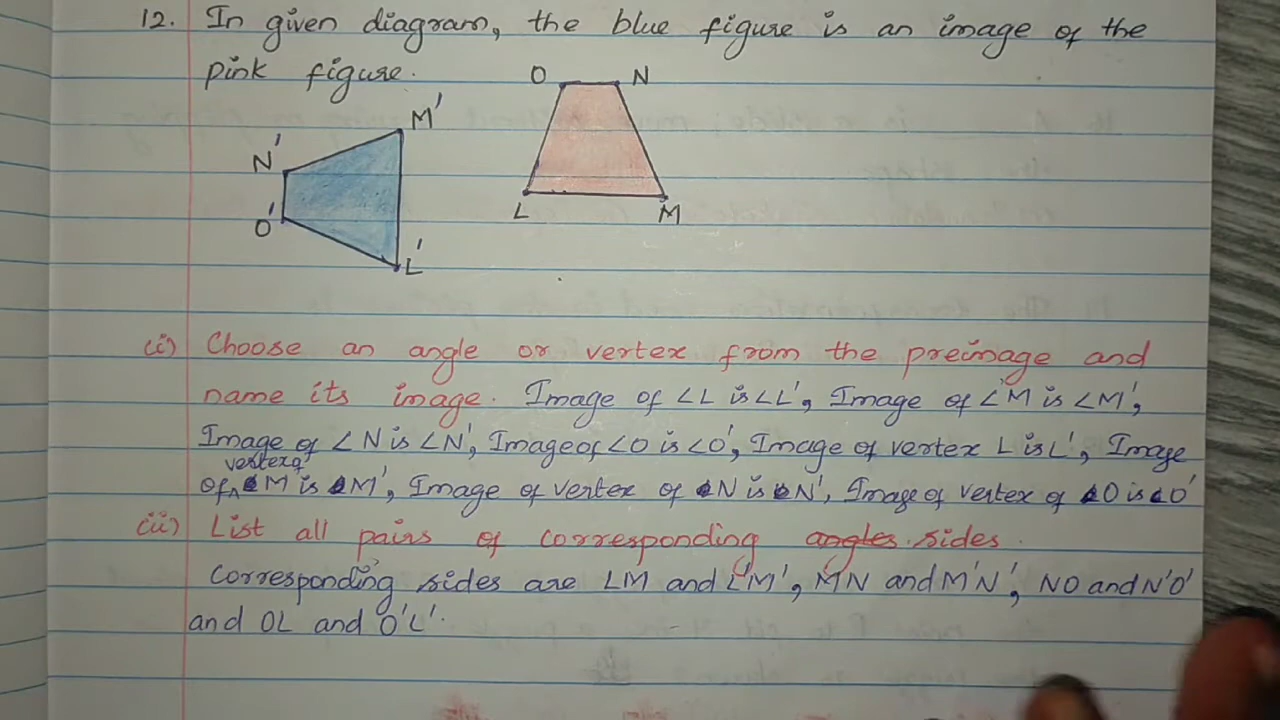 12. In given diagram, the blue figure is an image of the
pink figure.
O N
M'
N'
O'
L'
L M
(i) Choose an angle or vertex from the preimage and
name its image. Image of ∠L is ∠L', Image of ∠M is ∠M',
Image of ∠N is ∠N', Image of ∠O is ∠O', Image of vertex L is L', Image
of vertex of M is M', Image of vertex of N is N', Image of vertex of O is O'
(ii) List all pairs of corresponding angles. sides.
Corresponding sides are LM and L'M', MN and M'N', NO and N'O'
and OL and O'L'.